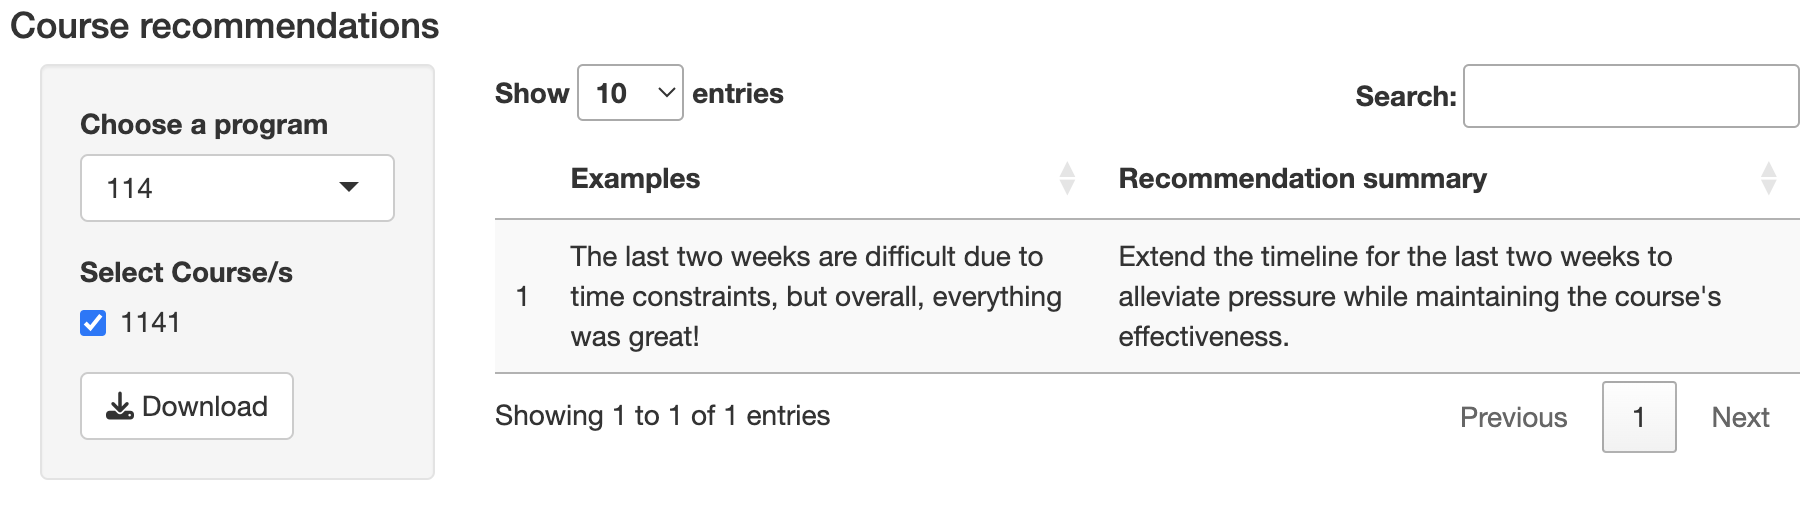 Course recommendations
Choose a program
114
Select Course/s
1141
Download
Show 10 entries
Search:
Examples
Recommendation summary
1
The last two weeks are difficult due to
time constraints, but overall, everything
was great!
Extend the timeline for the last two weeks to
alleviate pressure while maintaining the course's
effectiveness.
Showing 1 to 1 of 1 entries
Previous 1 Next